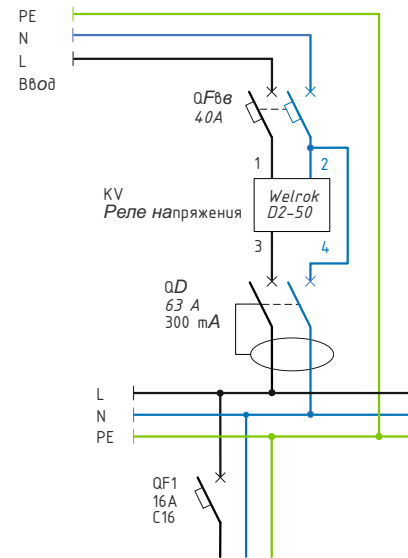 PE
N
L
Ввод
QFвв
40А
1
2
KV
Реле напряжения
Welrok
D2-50
3
4
QD
63 А
300 mA
L
N
PE
QF1
16А
C16